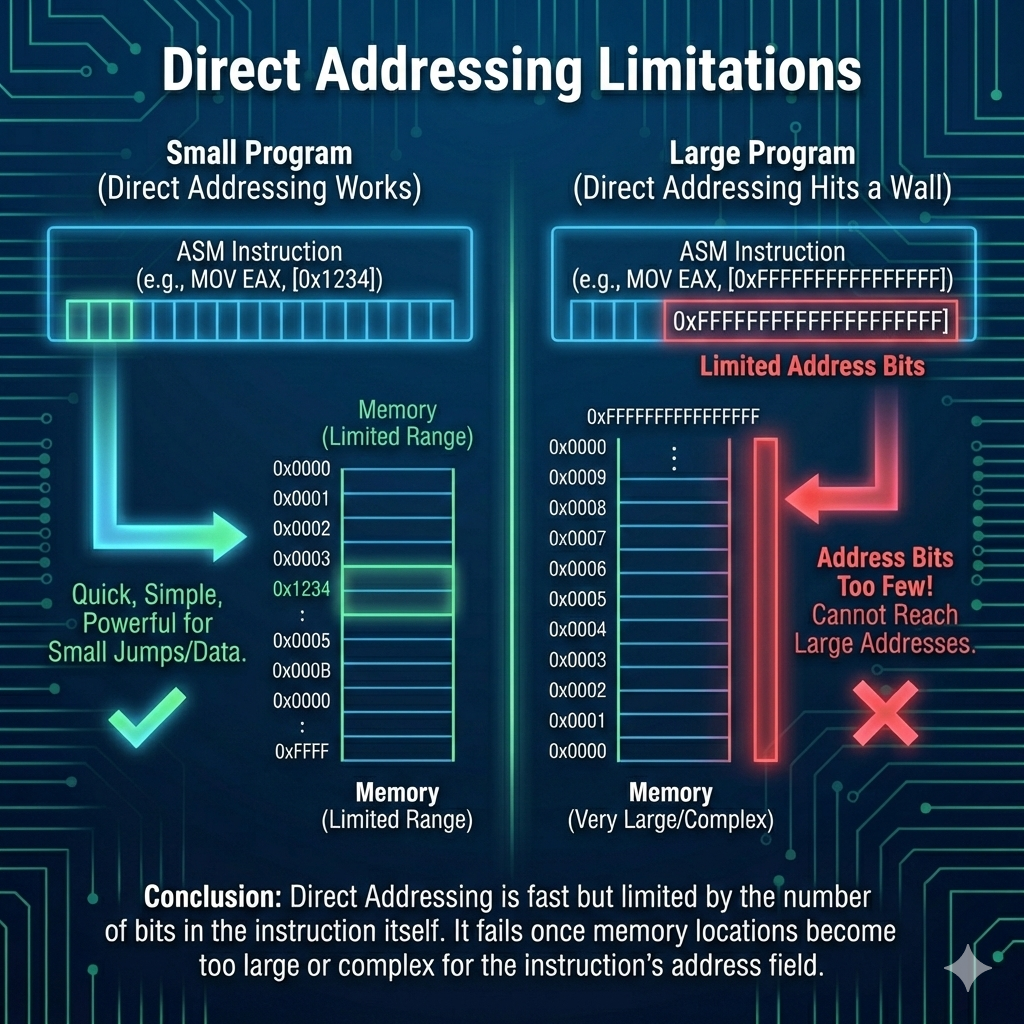 Direct Addressing Limitations
Small Program
(Direct Addressing Works)
ASM Instruction
(e.g., MOV EAX, [0x1234])
Memory
(Limited Range)
0x0000
0x0001
0x0002
0x0003
0x1234
:
0x0005
0x000B
0x0000
:
0xFFFF
Quick, Simple,
Powerful for
Small Jumps/Data.
Memory
(Limited Range)
Large Program
(Direct Addressing Hits a Wall)
ASM Instruction
(e.g., MOV EAX, [0xFFFFFFFFFFFFFFFF])
0xFFFFFFFFFFFFFFFFFFFF]
Limited Address Bits
0xFFFFFFFFFFFFFFFF
0x0000
0x0009
0x0008
0x0007
0x0006
0x0005
0x0004
0x0003
0x0002
0x0001
0x0000
⋮
Address Bits
Too Few!
Cannot Reach
Large Addresses.
Memory
(Very Large/Complex)
Conclusion: Direct Addressing is fast but limited by the number
of bits in the instruction itself. It fails once memory locations become
too large or complex for the instruction's address field.